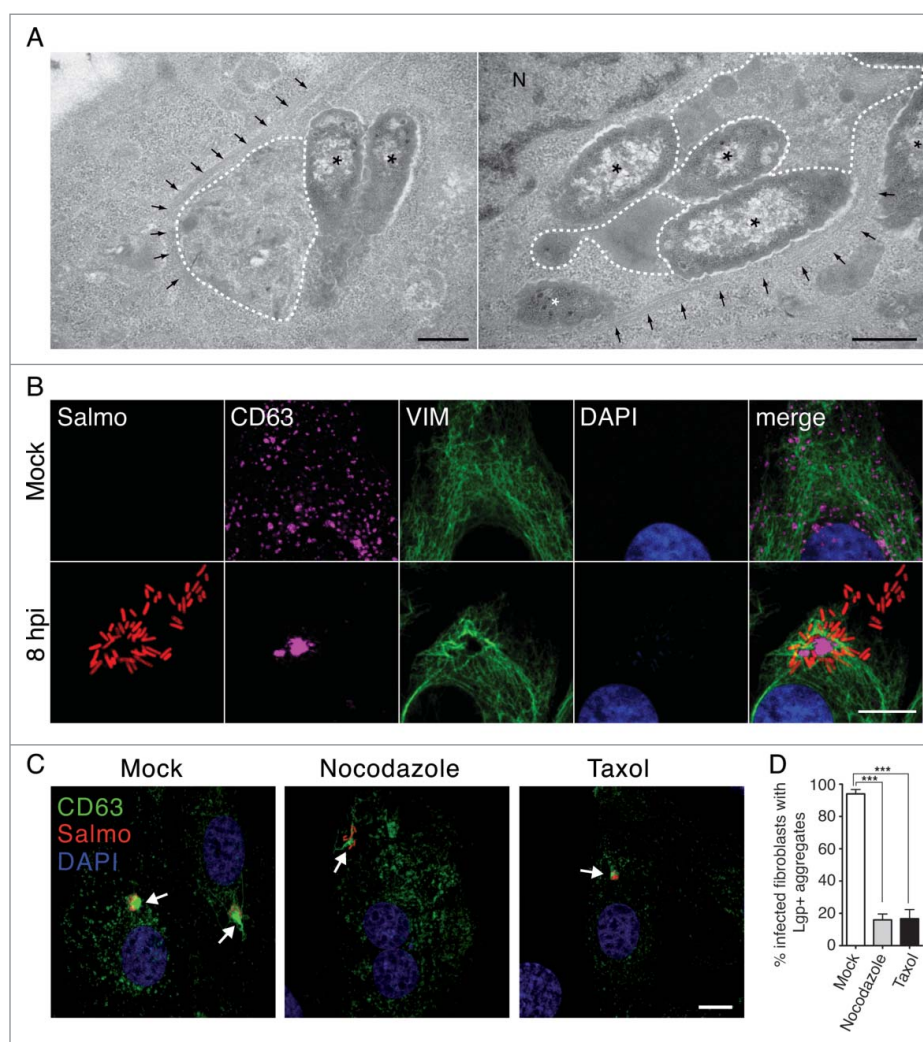 A
N
*
*
*
*
*
*
*
B
Salmo CD63 VIM DAPI merge
Mock
8 hpi
C
Mock Nocodazole Taxol
CD63
Salmo
DAPI
D
% infected fibroblasts with
Lgp+ aggregates
100
80
60
40
20
0
***
***
Mock
Nocodazole
Taxol